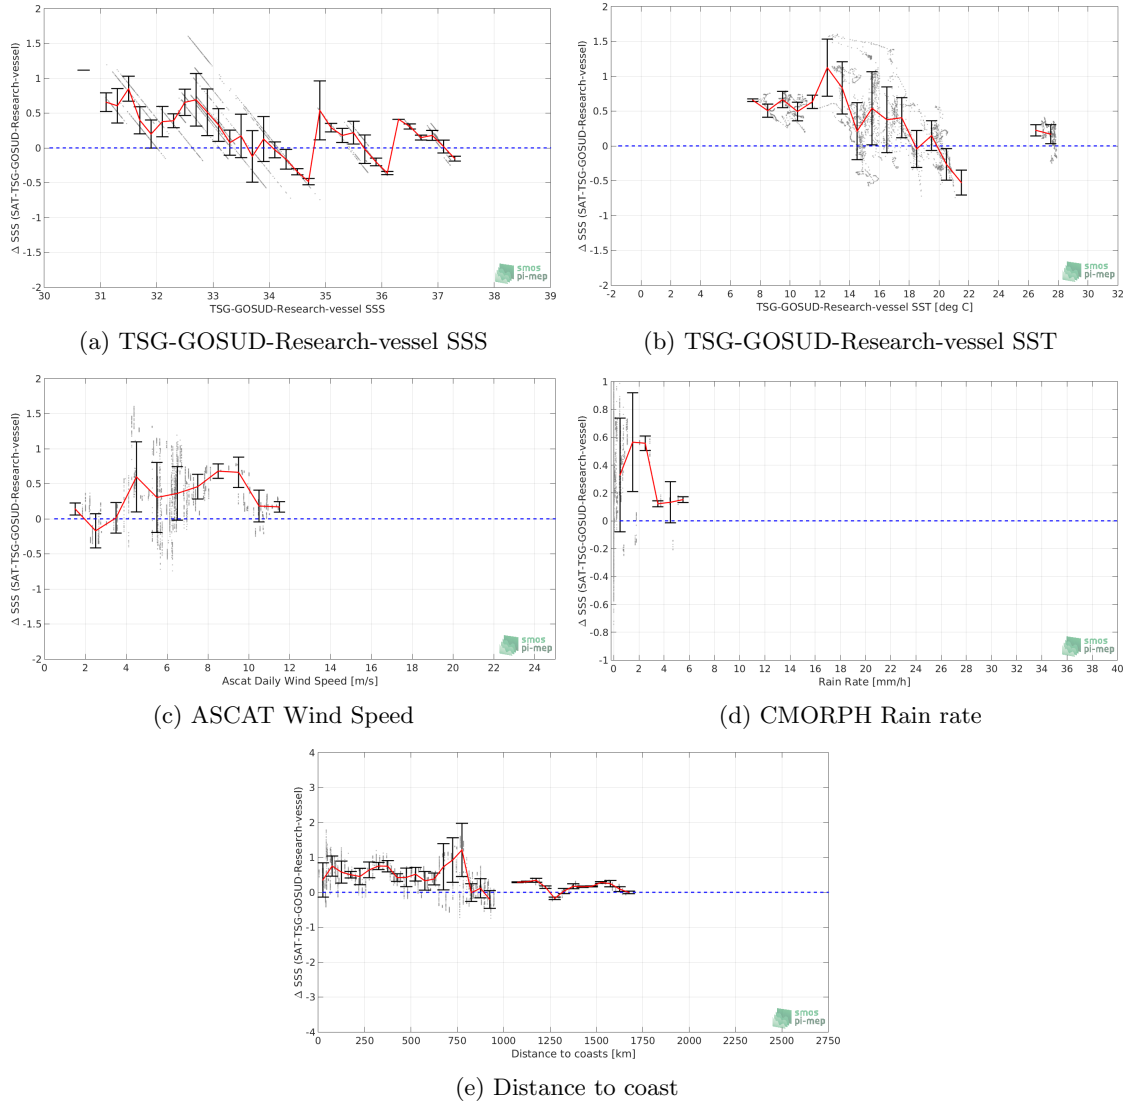 Δ SSS (SAT-TSG-GOSUD-Research-vessel)
2
1.5
1
0.5
0
-0.5
-1
-1.5
-2
30 31 32 33 34 35 36 37 38 39
TSG-GOSUD-Research-vessel SSS
smos
pi-mep
(a) TSG-GOSUD-Research-vessel SSS
Δ SSS (SAT-TSG-GOSUD-Research-vessel)
2
1.5
1
0.5
0
-0.5
-1
-1.5
-2
-2 0 2 4 6 8 10 12 14 16 18 20 22 24 26 28 30 32
TSG-GOSUD-Research-vessel SST [deg C]
smos
pi-mep
(b) TSG-GOSUD-Research-vessel SST
Δ SSS (SAT-TSG-GOSUD-Research-vessel)
2
1.5
1
0.5
0
-0.5
-1
-1.5
-2
0 2 4 6 8 10 12 14 16 18 20 22 24
Ascat Daily Wind Speed [m/s]
smos
pi-mep
(c) ASCAT Wind Speed
Δ SSS (SAT-TSG-GOSUD-Research-vessel)
1
0.8
0.6
0.4
0.2
0
-0.2
-0.4
-0.6
-0.8
-1
0 2 4 6 8 10 12 14 16 18 20 22 24 26 28 30 32 34 36 38 40
Rain Rate [mm/h]
smos
pi-mep
(d) CMORPH Rain rate
Δ SSS (SAT-TSG-GOSUD-Research-vessel)
4
3
2
1
0
-1
-2
-3
-4
0 250 500 750 1000 1250 1500 1750 2000 2250 2500 2750
Distance to coasts [km]
smos
pi-mep
(e) Distance to coast